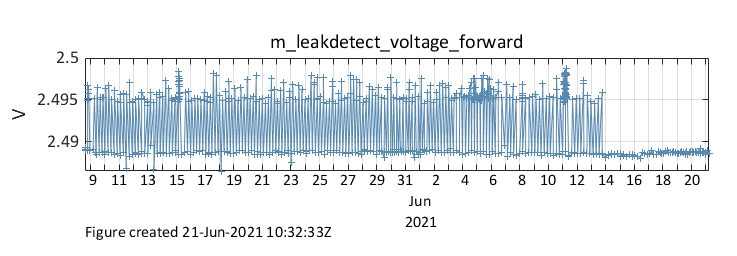 m_leakdetect_voltage_forward
2.5
2.495
2.49
V
9 11 13 15 17 19 21 23 25 27 29 31 2 4 6 8 10 12 14 16 18 20
Jun
2021
Figure created 21-Jun-2021 10:32:33Z